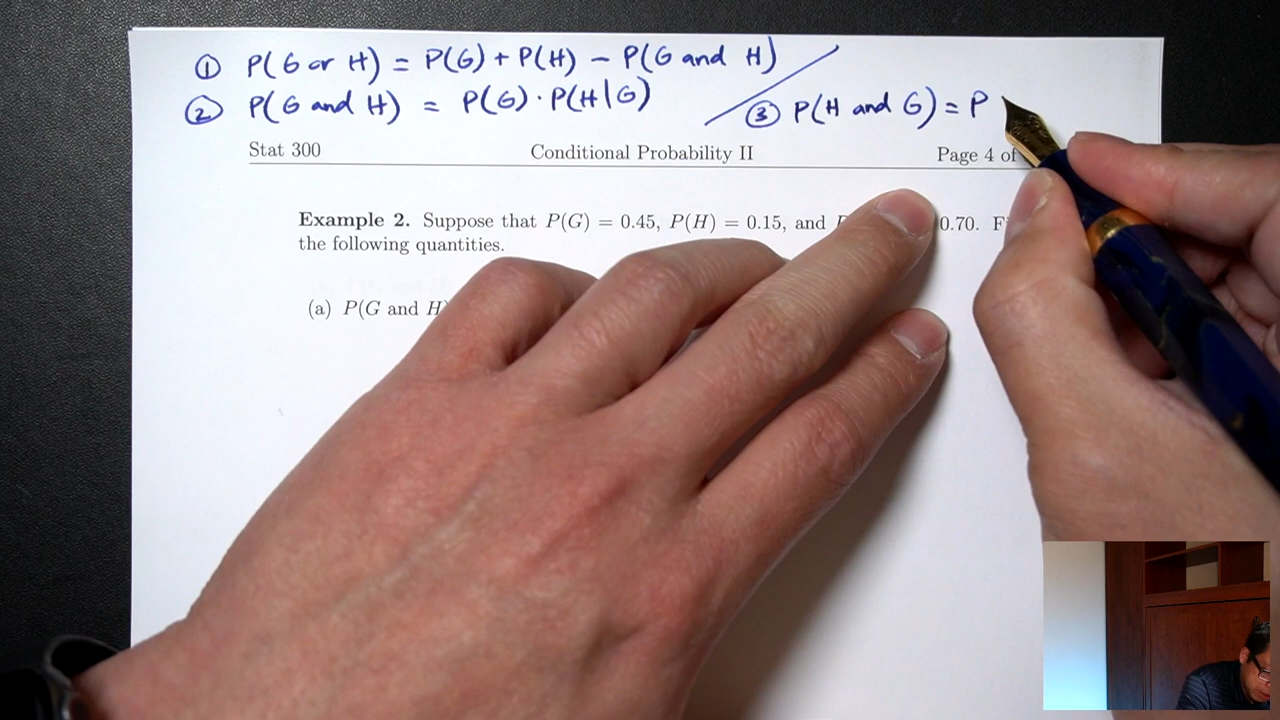 ① P(G or H) = P(G) + P(H) − P(G and H)
② P(G and H) = P(G) · P(H|G) ③ P(H and G) = P
Stat 300 Conditional Probability II Page 4 of
Example 2. Suppose that P(G) = 0.45, P(H) = 0.15, and 0.70.
the following quantities.
(a) P(G and H)